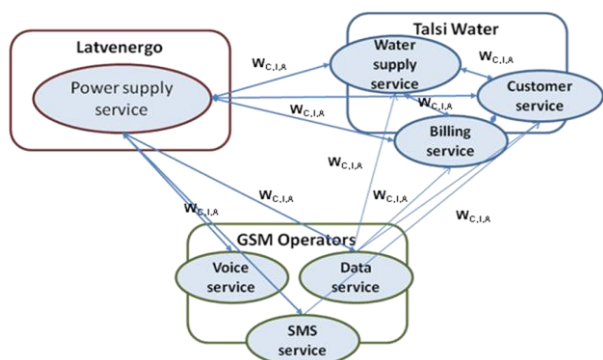 Latvenergo
Power supply
service
Talsi Water
Water
supply
service
Customer
service
Billing
service
W C,I,A
W C,I,A
W C,I,A
W C,I,A
W C,I,A
W C,I,A
W C,I,A
W C,I,A
W C,I,A
GSM Operators
Voice
service
Data
service
SMS
service